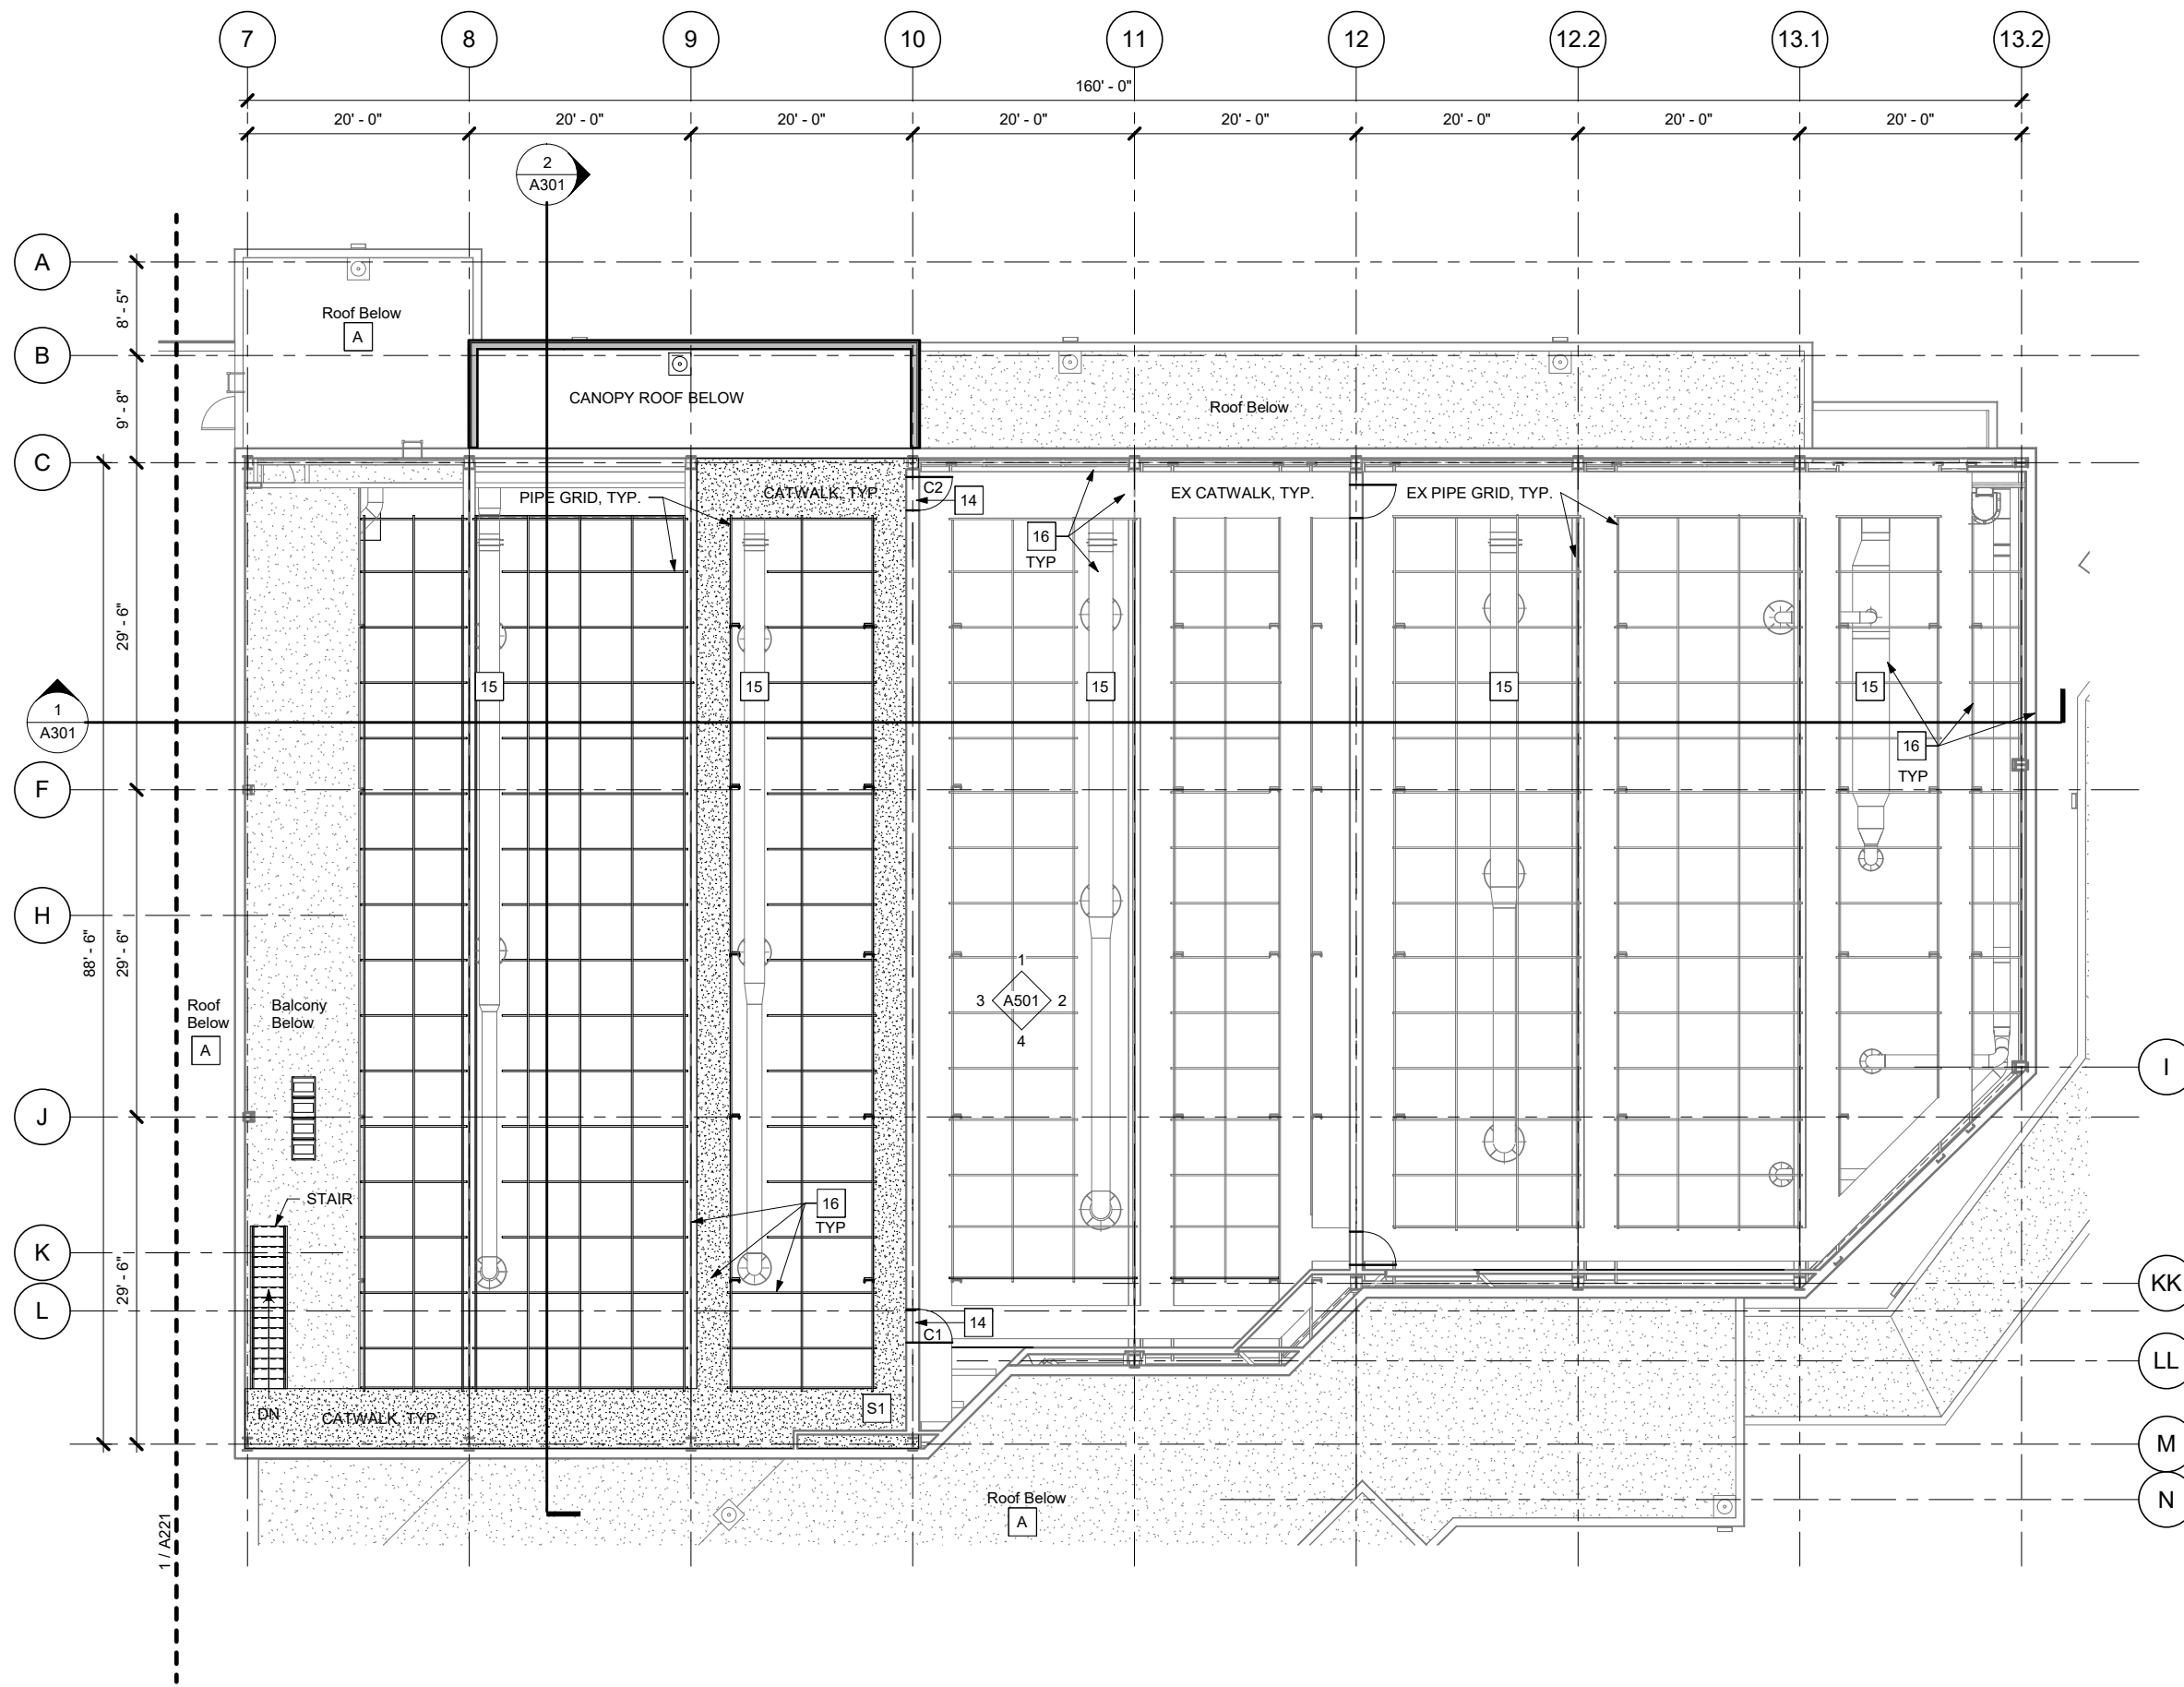 7 8 9 10 11 12 12.2 13.1 13.2
160' - 0"
20' - 0" 20' - 0" 20' - 0" 20' - 0" 20' - 0" 20' - 0" 20' - 0" 20' - 0"
2
A301
A
8' - 5"
Roof Below
A
B
9' - 8"
CANOPY ROOF BELOW
Roof Below
C
PIPE GRID, TYP.
CATWALK, TYP.
C2
14
EX CATWALK, TYP.
EX PIPE GRID, TYP.
16
TYP
29' - 6"
15 15 15 15 15
1
A301
16
TYP
F
H
88' - 6"
29' - 6"
1
3 A501 2
4
Roof
Below
A
Balcony
Below
I
J
STAIR
16
TYP
K
29' - 6"
KK
L
14
C1
LL
S1
DN
CATWALK, TYP.
M
Roof Below
A
N
1 / A221